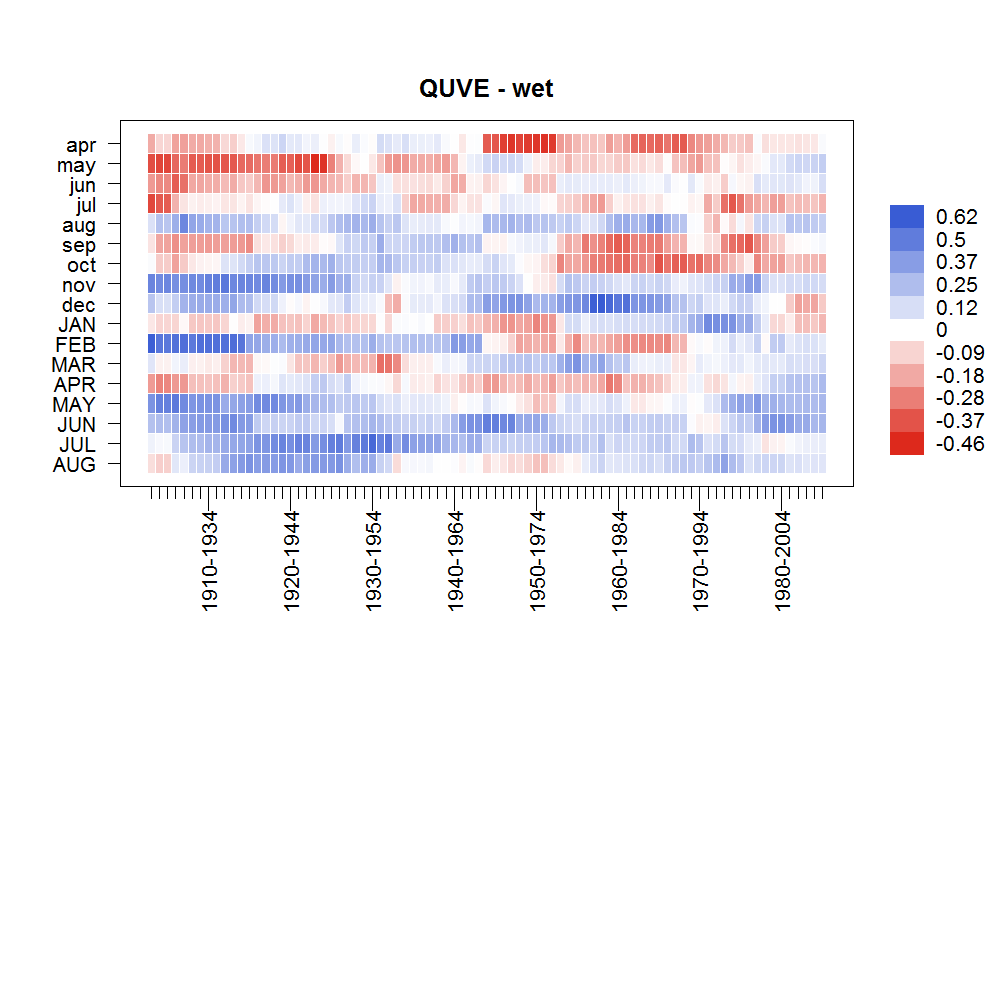 QUVE - wet
apr
may
jun
jul
aug
sep
oct
nov
dec
JAN
FEB
MAR
APR
MAY
JUN
JUL
AUG
1910-1934
1920-1944
1930-1954
1940-1964
1950-1974
1960-1984
1970-1994
1980-2004
0.62
0.5
0.37
0.25
0.12
0
-0.09
-0.18
-0.28
-0.37
-0.46